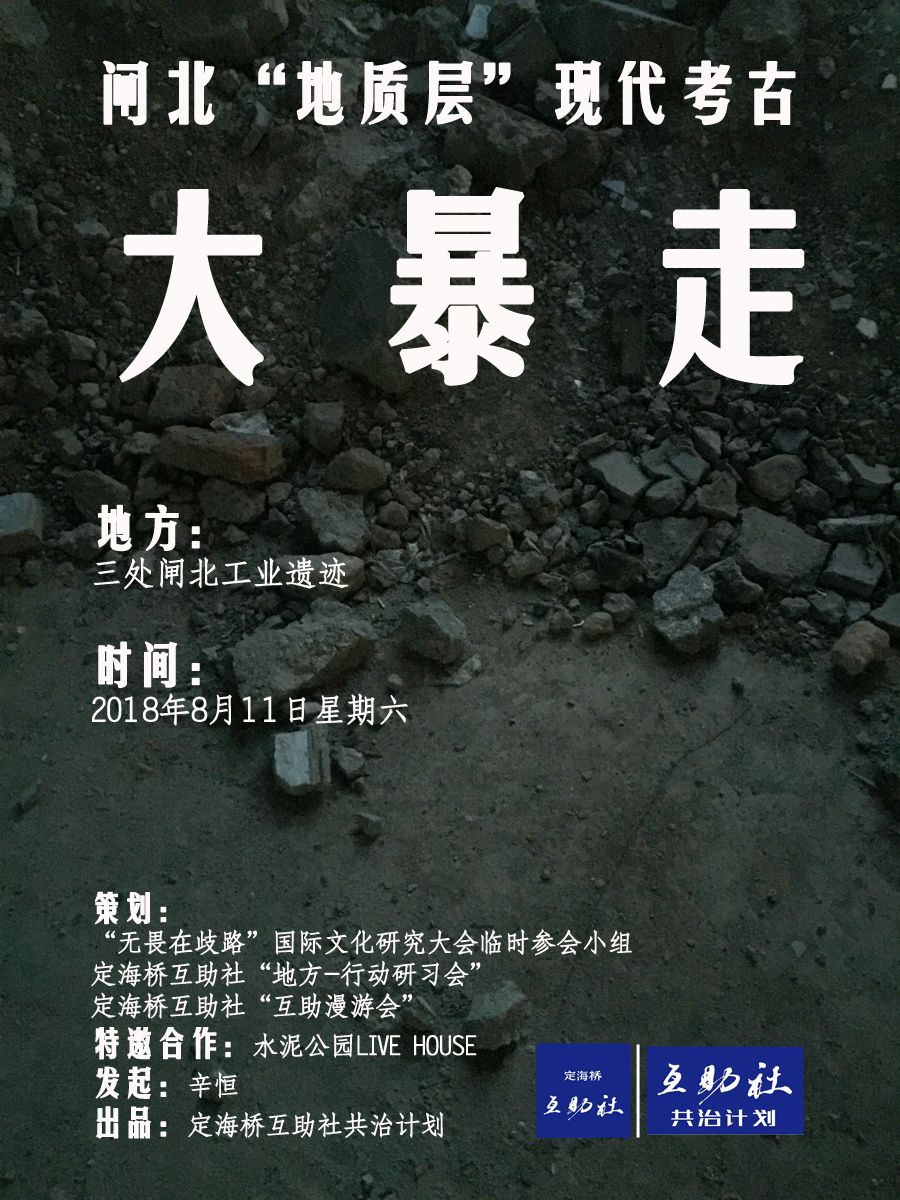 闸北“地质层”现代考古
大暴走
地方：
三处闸北工业遗迹
时间：
2018年8月11日星期六
策划：
“无畏在歧路”国际文化研究大会临时参会小组
定海桥互助社“地方-行动研习会”
定海桥互助社“互助漫游会”
特邀合作：水泥公园LIVE HOUSE
发起：辛恒
出品：定海桥互助社共治计划
定海桥
互助社
互助社
共治计划